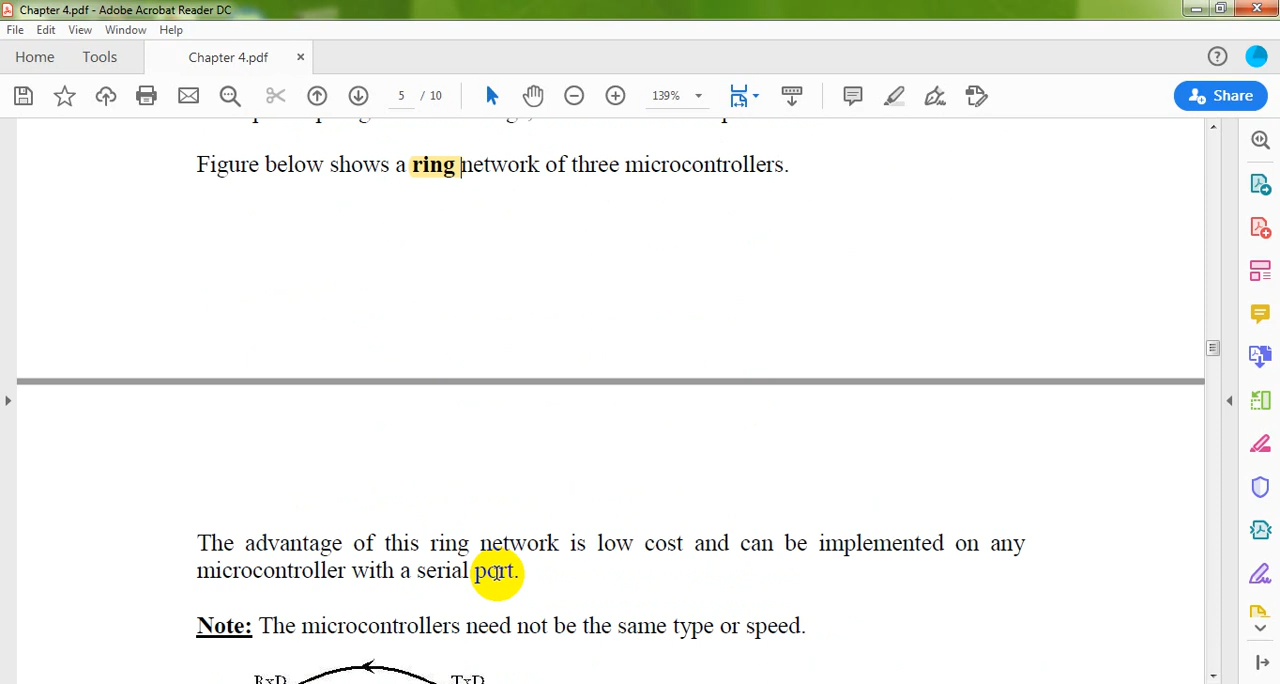 Chapter 4.pdf - Adobe Acrobat Reader DC
File Edit View Window Help
Home Tools Chapter 4.pdf ×
5 / 10 139% Share
Figure below shows a ring network of three microcontrollers.
The advantage of this ring network is low cost and can be implemented on any
microcontroller with a serial port.
Note: The microcontrollers need not be the same type or speed.
RxD TxD